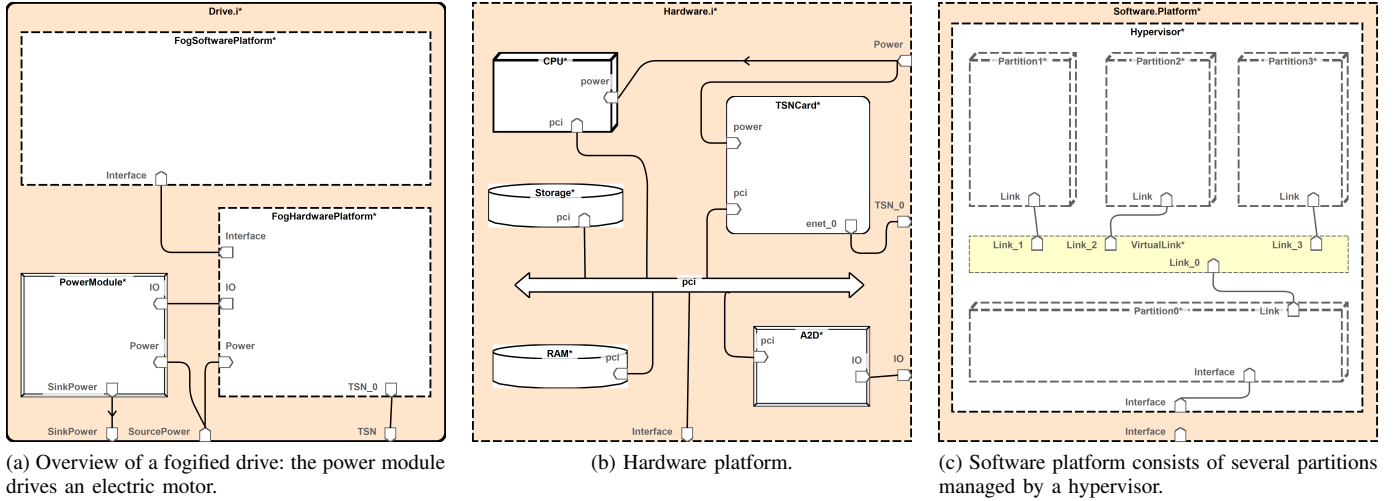 Drive.i*
FogSoftwarePlatform*
Interface
FogHardwarePlatform*
Interface
PowerModule*
IO
IO
Power
Power
SinkPower
TSN_0
SinkPower
SourcePower
TSN
(a) Overview of a fogified drive: the power module
drives an electric motor.
Hardware.i*
Power
CPU*
power
pci
TSNCard*
power
pci
enet_0
TSN_0
Storage*
pci
pci
RAM*
pci
A2D*
pci
IO
IO
Interface
(b) Hardware platform.
Software.Platform*
Hypervisor*
Partition1*
Partition2*
Partition3*
Link
Link
Link
Link_1
Link_2
VirtualLink*
Link_3
Link_0
Partition0*
Link
Interface
Interface
Interface
(c) Software platform consists of several partitions
managed by a hypervisor.